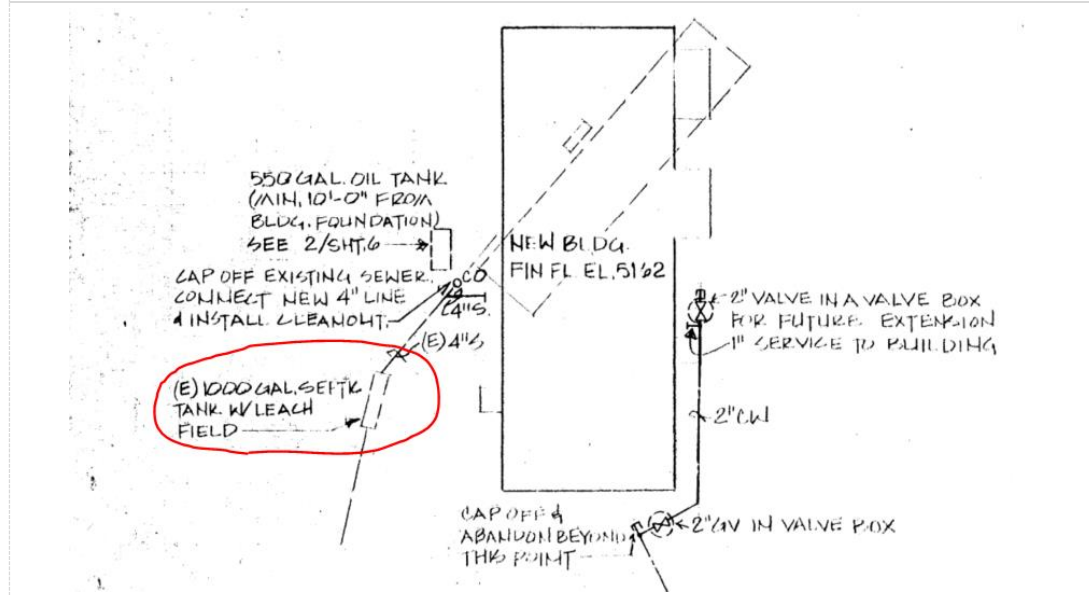 550 GAL. OIL TANK
(MIN. 10'-0" FROM
BLDG. FOUNDATION)
SEE 2/SHT.6
NEW BLDG.
FIN FL. EL. 5162
CAP OFF EXISTING SEWER.
CONNECT NEW 4" LINE
& INSTALL CLEANOUT.
CO
4"S.
(E) 4"S
(E) 1000 GAL. SEPTIC
TANK W/LEACH
FIELD
2" VALVE IN A VALVE BOX
FOR FUTURE EXTENSION
1" SERVICE TO BUILDING
2" CW
CAP OFF &
ABANDON BEYOND
THIS POINT
2" GV IN VALVE BOX